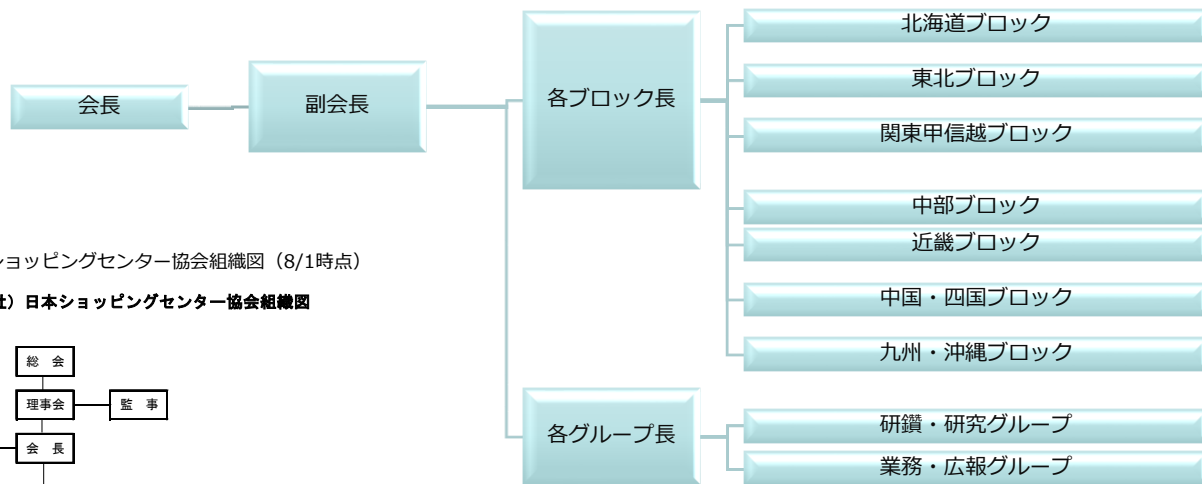 会長
副会長
各ブロック長
北海道ブロック
東北ブロック
関東甲信越ブロック
中部ブロック
近畿ブロック
中国・四国ブロック
九州・沖縄ブロック
各グループ長
研鑽・研究グループ
業務・広報グループ
ショッピングセンター協会組織図（8/1時点）
社）日本ショッピングセンター協会組織図
総　会
理事会
監　事
会　長